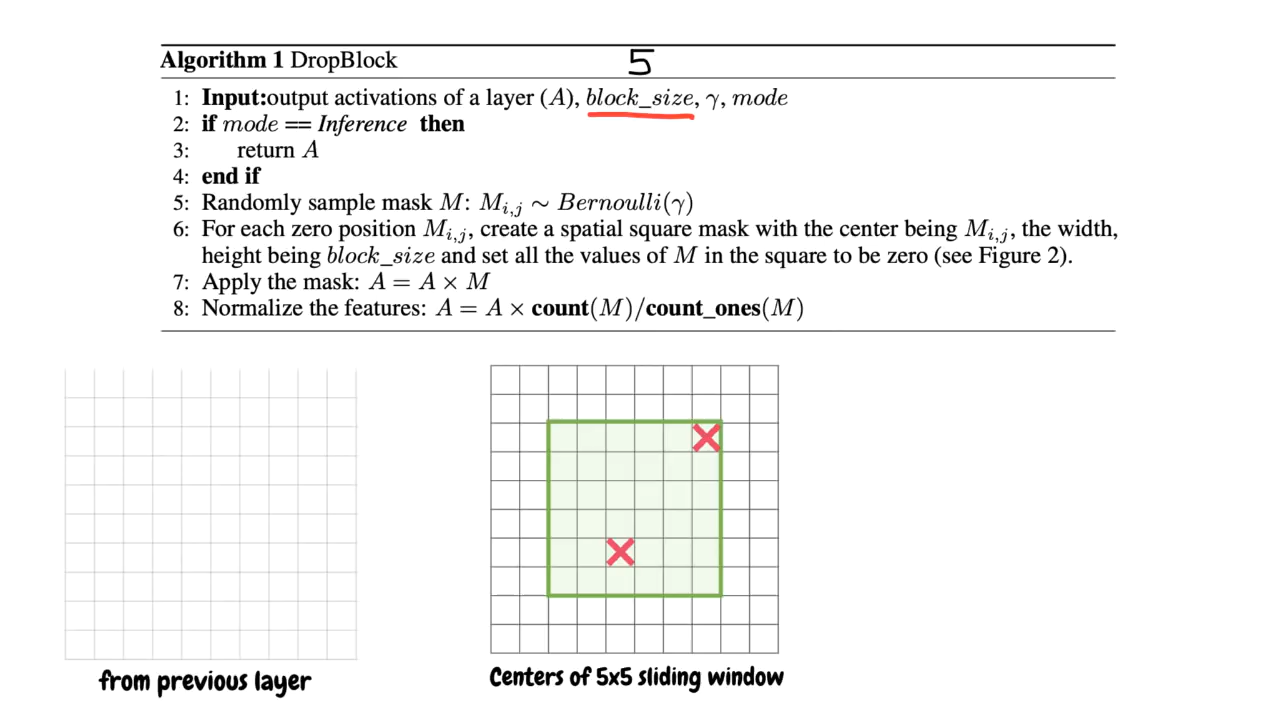 Algorithm 1 DropBlock
5
1: Input:output activations of a layer (A), block_size, γ, mode
2: if mode == Inference then
3: return A
4: end if
5: Randomly sample mask M: M_{i,j} ∼ Bernoulli(γ)
6: For each zero position M_{i,j}, create a spatial square mask with the center being M_{i,j}, the width,
height being block_size and set all the values of M in the square to be zero (see Figure 2).
7: Apply the mask: A = A × M
8: Normalize the features: A = A × count(M)/count_ones(M)
from previous layer
Centers of 5x5 sliding window